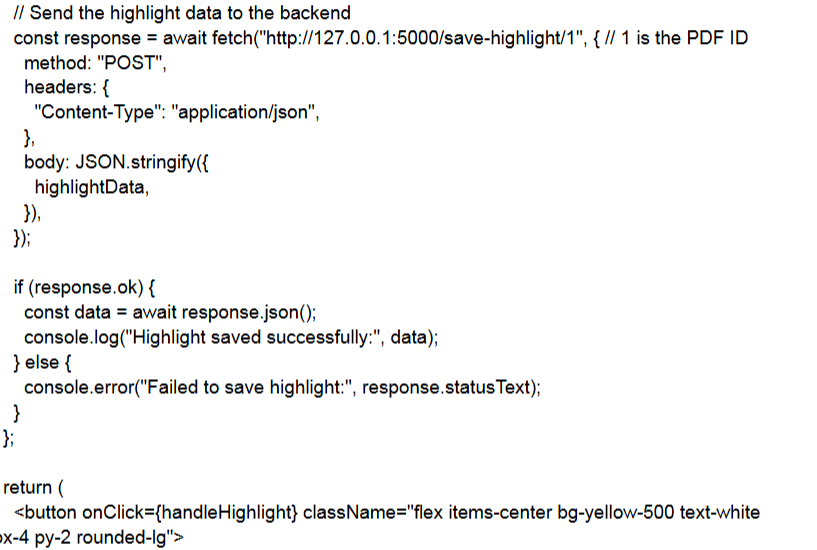 // Send the highlight data to the backend
const response = await fetch("http://127.0.0.1:5000/save-highlight/1", { // 1 is the PDF ID
method: "POST",
headers: {
"Content-Type": "application/json",
},
body: JSON.stringify({
highlightData,
}),
});
if (response.ok) {
const data = await response.json();
console.log("Highlight saved successfully:", data);
} else {
console.error("Failed to save highlight:", response.statusText);
}
};
return (
<button onClick={handleHighlight} className="flex items-center bg-yellow-500 text-white
px-4 py-2 rounded-lg">